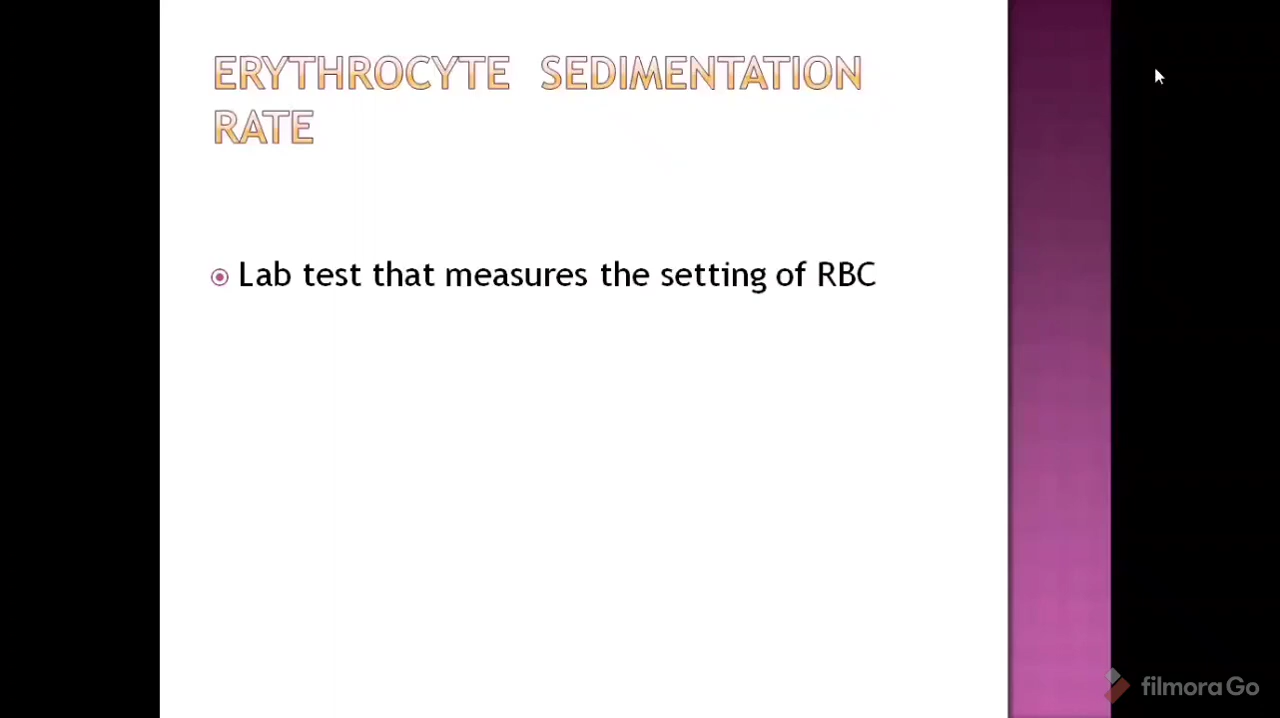 ERYTHROCYTE SEDIMENTATION
RATE
Lab test that measures the setting of RBC
filmora Go